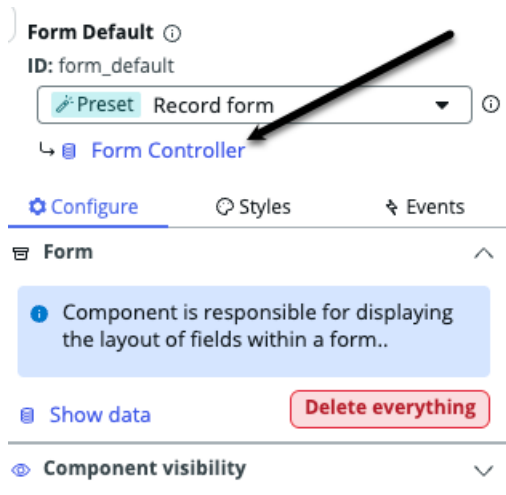 Form Default
ID: form_default
Preset Record form
Form Controller
Configure Styles Events
Form
Component is responsible for displaying
the layout of fields within a form..
Show data Delete everything
Component visibility